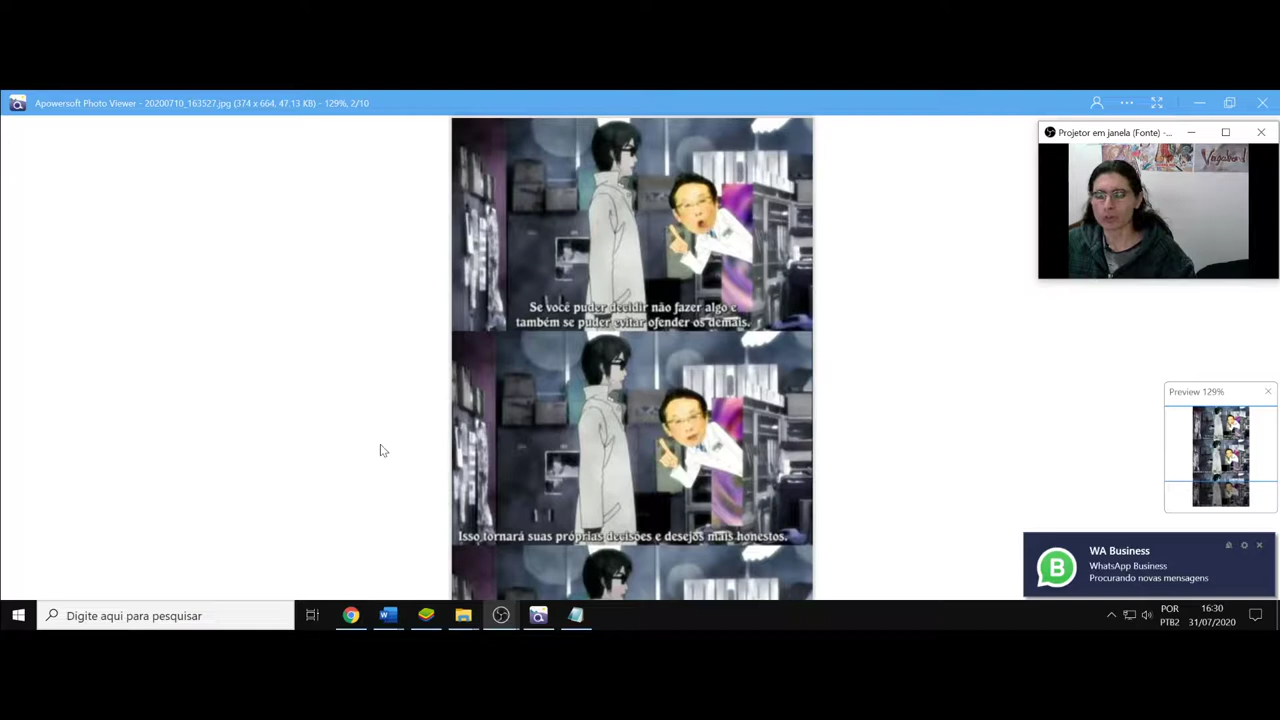 Apowersoft Photo Viewer - 20200710_163527.jpg (374 x 664, 47.13 KB) - 129%, 2/10
Projetor em janela (Fonte) -...
Se você puder decidir não fazer algo e
também se puder evitar ofender os demais.
Preview 129%
Isso tornará suas próprias decisões e desejos mais honestos.
WA Business
WhatsApp Business
Procurando novas mensagens
Digite aqui para pesquisar
POR
PTB2
16:30
31/07/2020